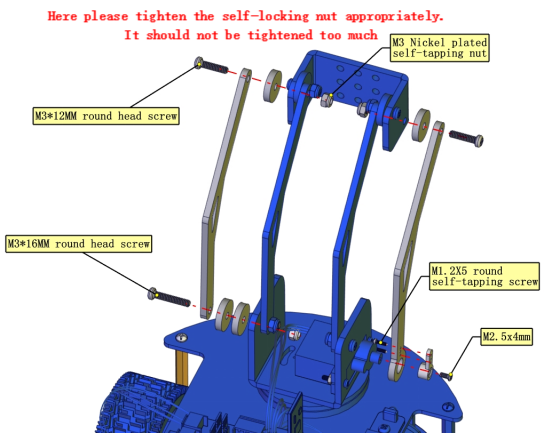 Here please tighten the self-locking nut appropriately.
It should not be tightened too much
M3 Nickel plated
self-tapping nut
M3*12MM round head screw
M3*16MM round head screw
M1.2X5 round
self-tapping screw
M2.5x4mm